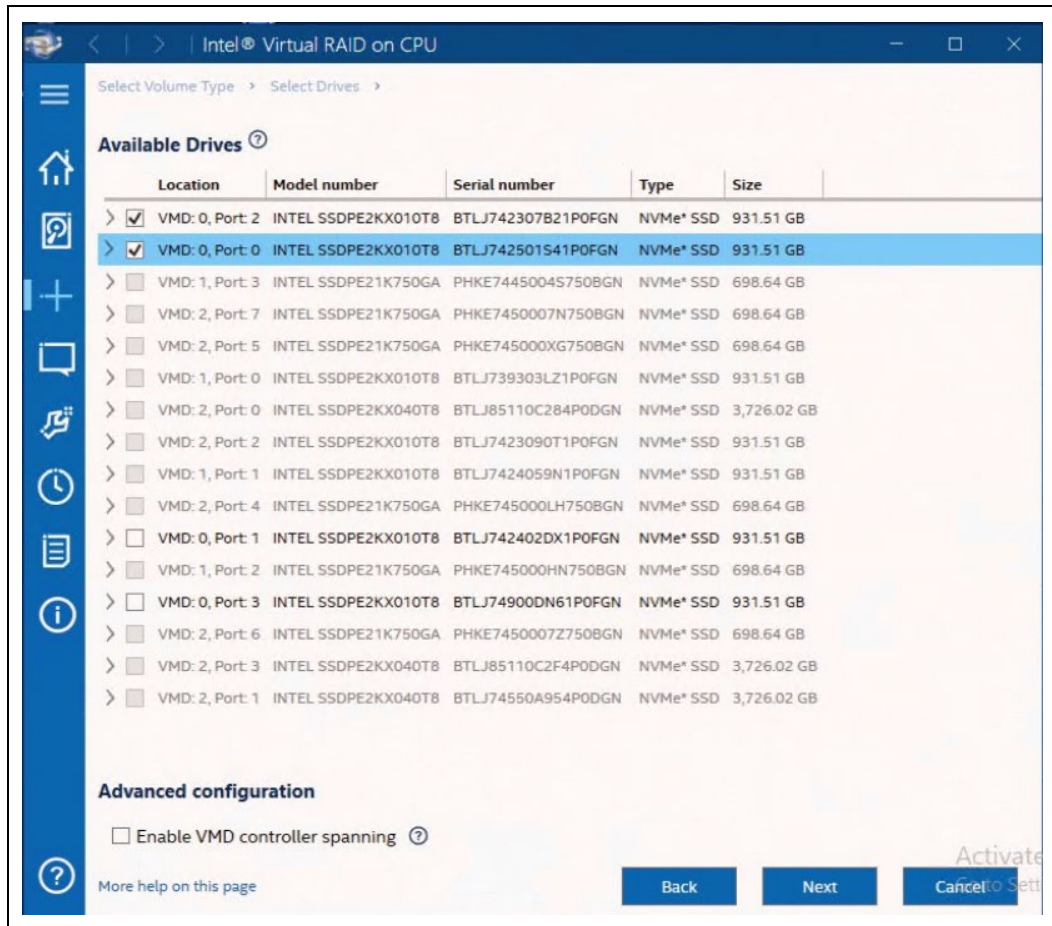 Intel® Virtual RAID on CPU
Select Volume Type > Select Drives >
Available Drives ?
Location Model number Serial number Type Size
VMD: 0, Port: 2 INTEL SSDPE2KX010T8 BTLJ742307B21P0FGN NVMe* SSD 931.51 GB
VMD: 0, Port: 0 INTEL SSDPE2KX010T8 BTLJ742501S41P0FGN NVMe* SSD 931.51 GB
VMD: 1, Port: 3 INTEL SSDPE21K750GA PHKE7445004S750BGN NVMe* SSD 698.64 GB
VMD: 2, Port: 7 INTEL SSDPE21K750GA PHKE7450007N750BGN NVMe* SSD 698.64 GB
VMD: 2, Port: 5 INTEL SSDPE21K750GA PHKE745000XG750BGN NVMe* SSD 698.64 GB
VMD: 1, Port: 0 INTEL SSDPE2KX010T8 BTLJ739303LZ1P0FGN NVMe* SSD 931.51 GB
VMD: 2, Port: 0 INTEL SSDPE2KX040T8 BTLJ85110C284P0DGN NVMe* SSD 3,726.02 GB
VMD: 2, Port: 2 INTEL SSDPE2KX010T8 BTLJ7423090T1P0FGN NVMe* SSD 931.51 GB
VMD: 1, Port: 1 INTEL SSDPE2KX010T8 BTLJ7424059N1P0FGN NVMe* SSD 931.51 GB
VMD: 2, Port: 4 INTEL SSDPE21K750GA PHKE745000LH750BGN NVMe* SSD 698.64 GB
VMD: 0, Port: 1 INTEL SSDPE2KX010T8 BTLJ742402DX1P0FGN NVMe* SSD 931.51 GB
VMD: 1, Port: 2 INTEL SSDPE21K750GA PHKE745000HN750BGN NVMe* SSD 698.64 GB
VMD: 0, Port: 3 INTEL SSDPE2KX010T8 BTLJ74900DN61P0FGN NVMe* SSD 931.51 GB
VMD: 2, Port: 6 INTEL SSDPE21K750GA PHKE7450007Z750BGN NVMe* SSD 698.64 GB
VMD: 2, Port: 3 INTEL SSDPE2KX040T8 BTLJ85110C2F4P0DGN NVMe* SSD 3,726.02 GB
VMD: 2, Port: 1 INTEL SSDPE2KX040T8 BTLJ74550A954P0DGN NVMe* SSD 3,726.02 GB
Advanced configuration
Enable VMD controller spanning ?
Activate
More help on this page Back Next Cancel to Sett